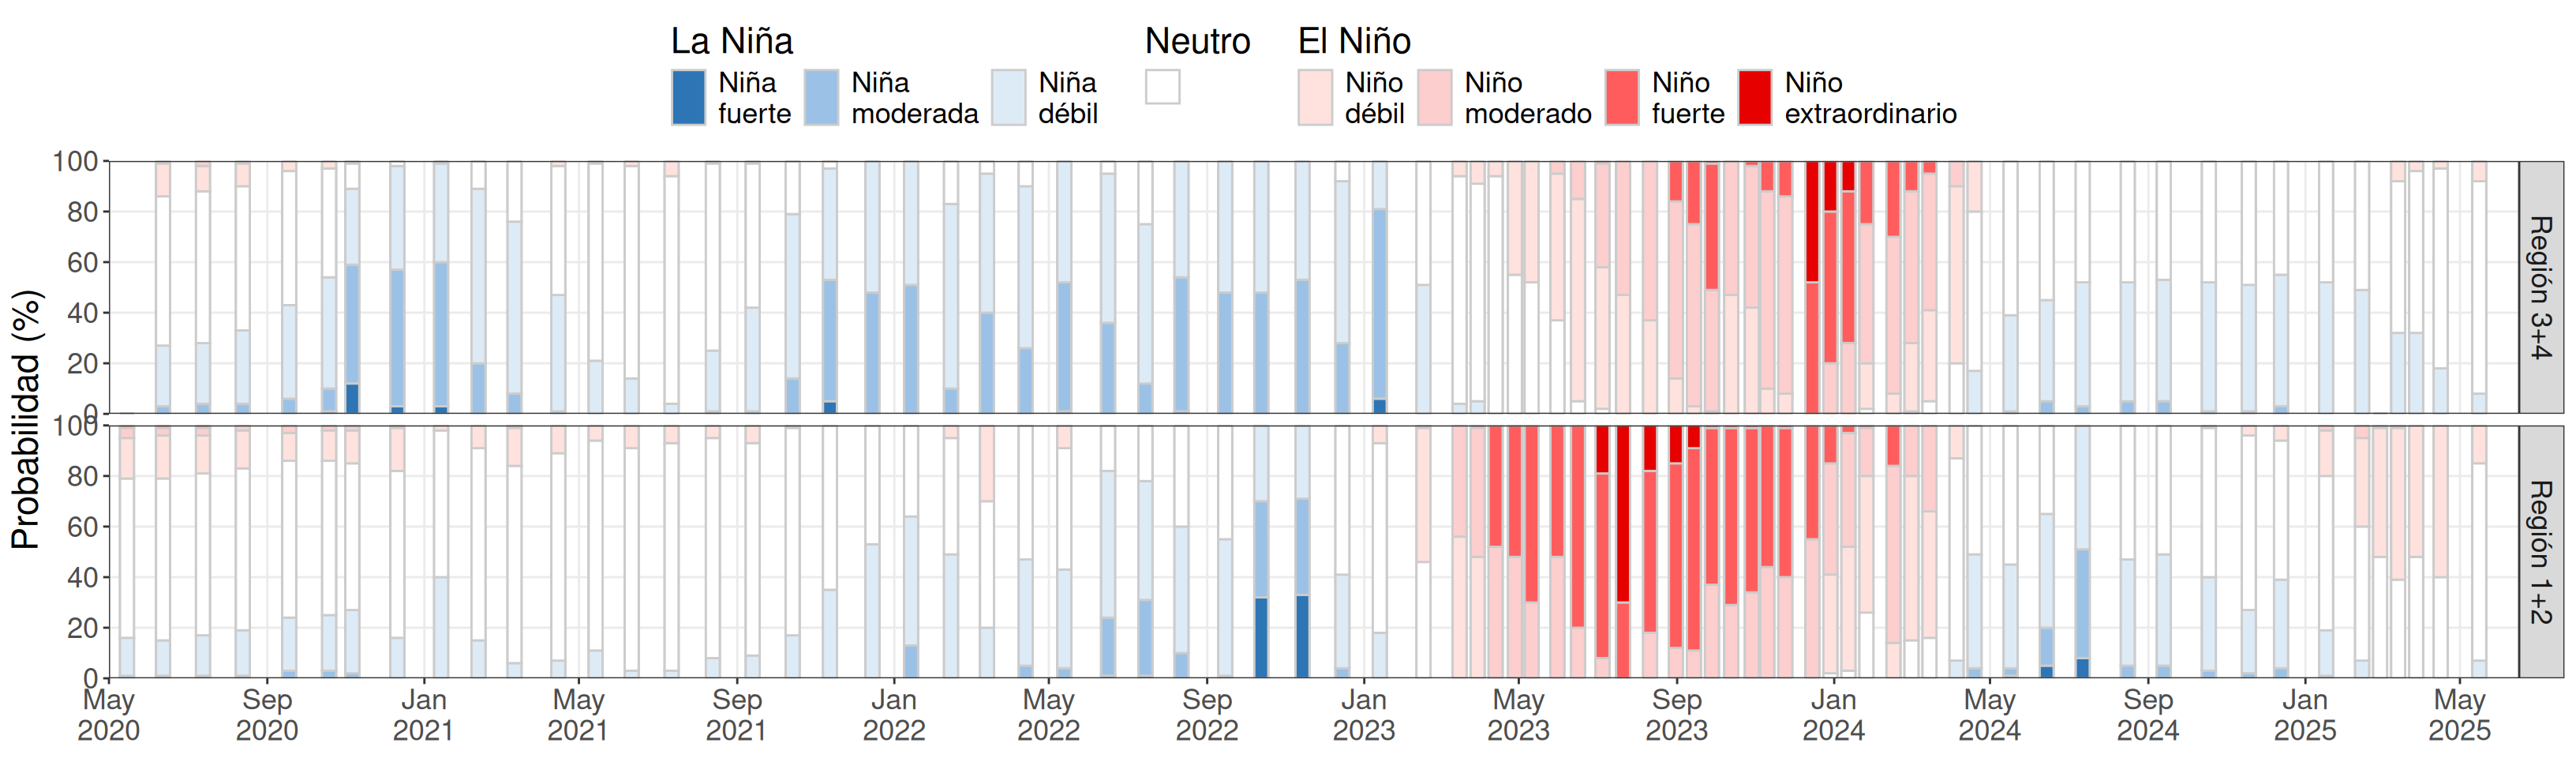 La Niña
Neutro
El Niño
Niña fuerte
Niña moderada
Niña débil
Niño débil
Niño moderado
Niño fuerte
Niño extraordinario
Probabilidad (%)
100
80
60
40
20
0
Región 3+4
100
80
60
40
20
0
Región 1+2
May 2020
Sep 2020
Jan 2021
May 2021
Sep 2021
Jan 2022
May 2022
Sep 2022
Jan 2023
May 2023
Sep 2023
Jan 2024
May 2024
Sep 2024
Jan 2025
May 2025